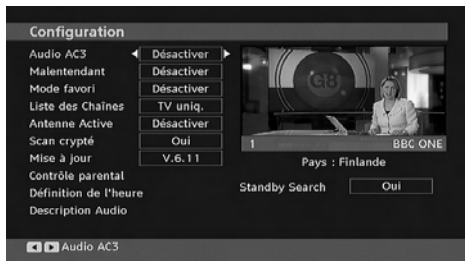 Configuration
Audio AC3 Désactiver
Malentendant Désactiver
Mode favori Désactiver
Liste des Chaînes TV uniq.
Antenne Active Désactiver
Scan crypté Oui
Mise à jour V.6.11
Contrôle parental
Définition de l'heure
Description Audio
G8
1 BBC ONE
Pays : Finlande
Standby Search Oui
Audio AC3